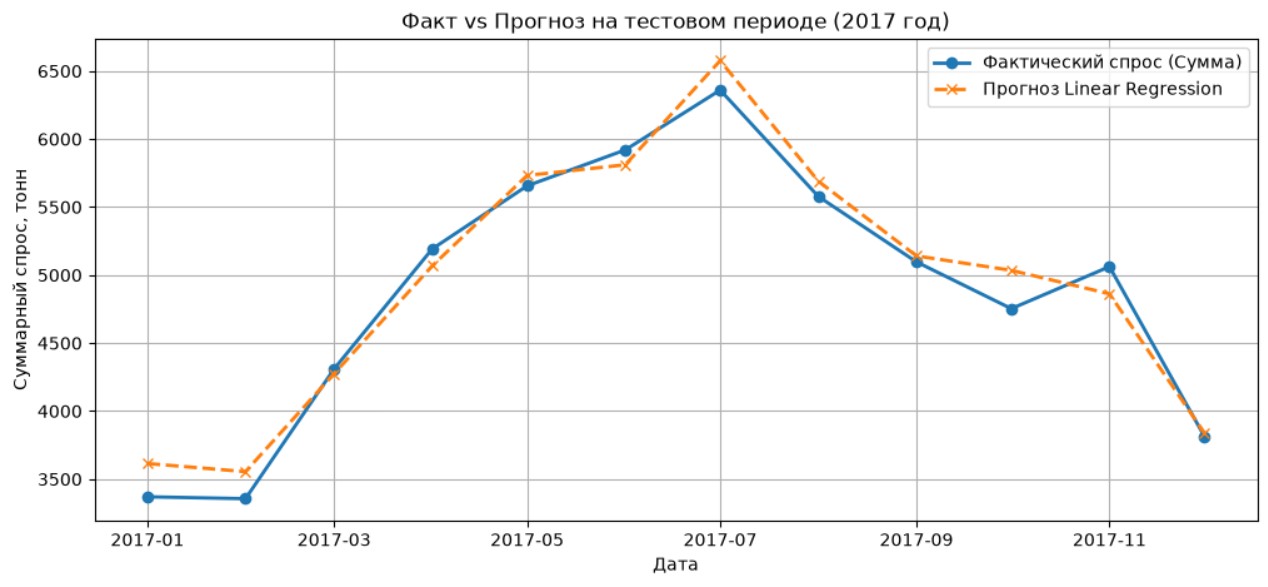 Факт vs Прогноз на тестовом периоде (2017 год)
Фактический спрос (Сумма)
Прогноз Linear Regression
Суммарный спрос, тонн
6500
6000
5500
5000
4500
4000
3500
2017-01
2017-03
2017-05
2017-07
2017-09
2017-11
Дата